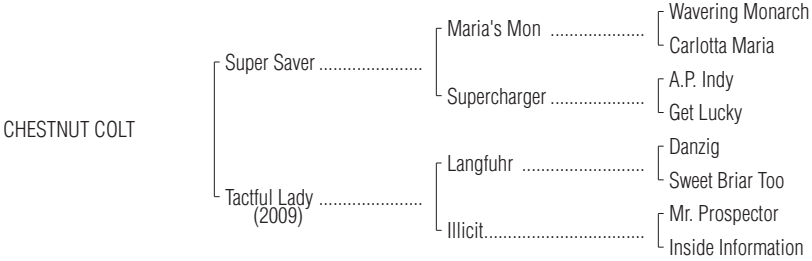 Wavering Monarch
Maria's Mon ....................
Carlotta Maria
Super Saver ......................
A.P. Indy
Supercharger ....................
Get Lucky
CHESTNUT COLT
Danzig
Langfuhr ..........................
Sweet Briar Too
Tactful Lady ......................
(2009)
Mr. Prospector
Illicit..................................
Inside Information